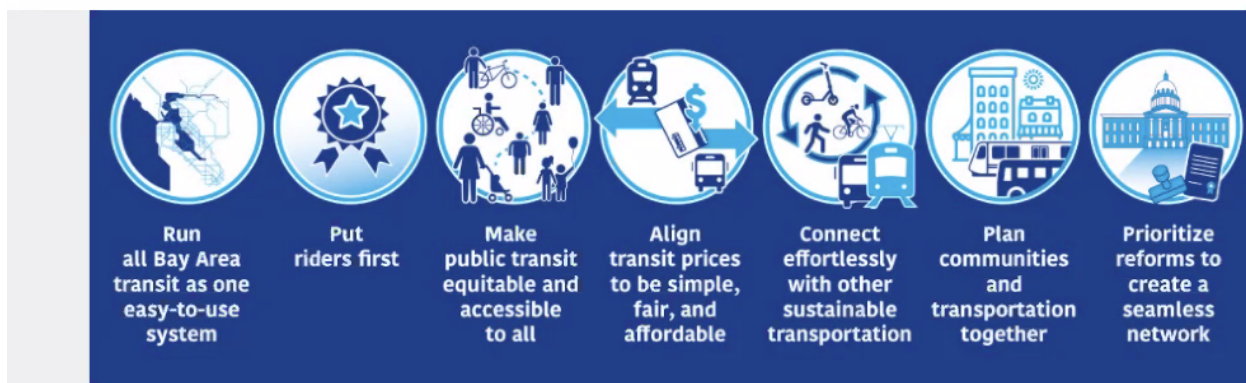 Run
all Bay Area
transit as one
easy-to-use
system
Put
riders first
Make
public transit
equitable and
accessible
to all
Align
transit prices
to be simple,
fair, and
affordable
Connect
effortlessly
with other
sustainable
transportation
Plan
communities
and
transportation
together
Prioritize
reforms to
create a
seamless
network